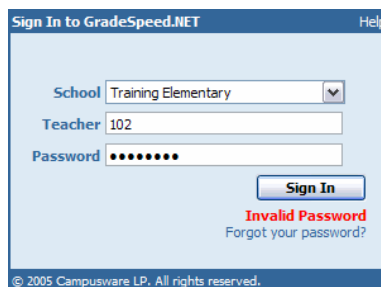 Sign In to GradeSpeed.NET Help
School Training Elementary
Teacher 102
Password ••••••••
Sign In
Invalid Password
Forgot your password?
© 2005 Campusware LP. All rights reserved.